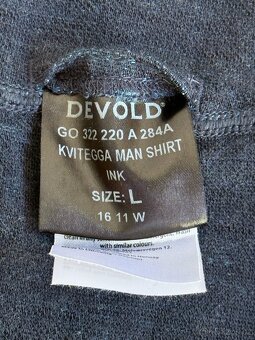 DEVOLD®
GO 322 220 A 284A
KVITEGGA MAN SHIRT
INK
SIZE: L
16 11 W
with similar colours.